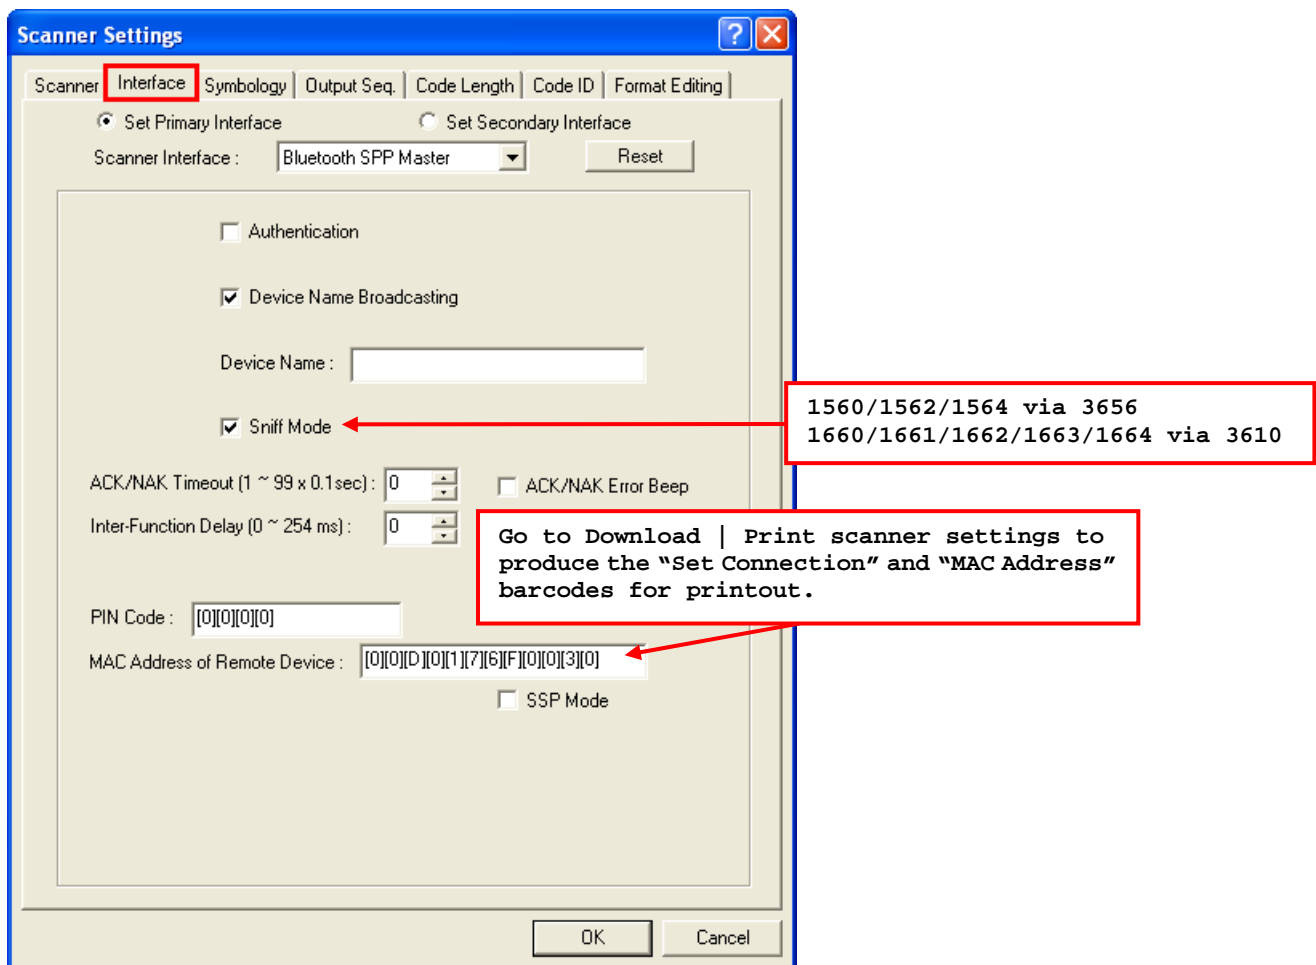 Scanner Settings
Scanner Interface Symbology Output Seq. Code Length Code ID Format Editing
Set Primary Interface Set Secondary Interface
Scanner Interface : Bluetooth SPP Master Reset
Authentication
Device Name Broadcasting
Device Name :
Sniff Mode
1560/1562/1564 via 3656
1660/1661/1662/1663/1664 via 3610
ACK/NAK Timeout (1 ~ 99 x 0.1sec) : 0 ACK/NAK Error Beep
Inter-Function Delay (0 ~ 254 ms) : 0
Go to Download | Print scanner settings to
produce the “Set Connection” and “MAC Address”
barcodes for printout.
PIN Code : [0][0][0][0]
MAC Address of Remote Device : [0][0][D][0][1][7][6][F][0][0][3][0]
SSP Mode
OK Cancel